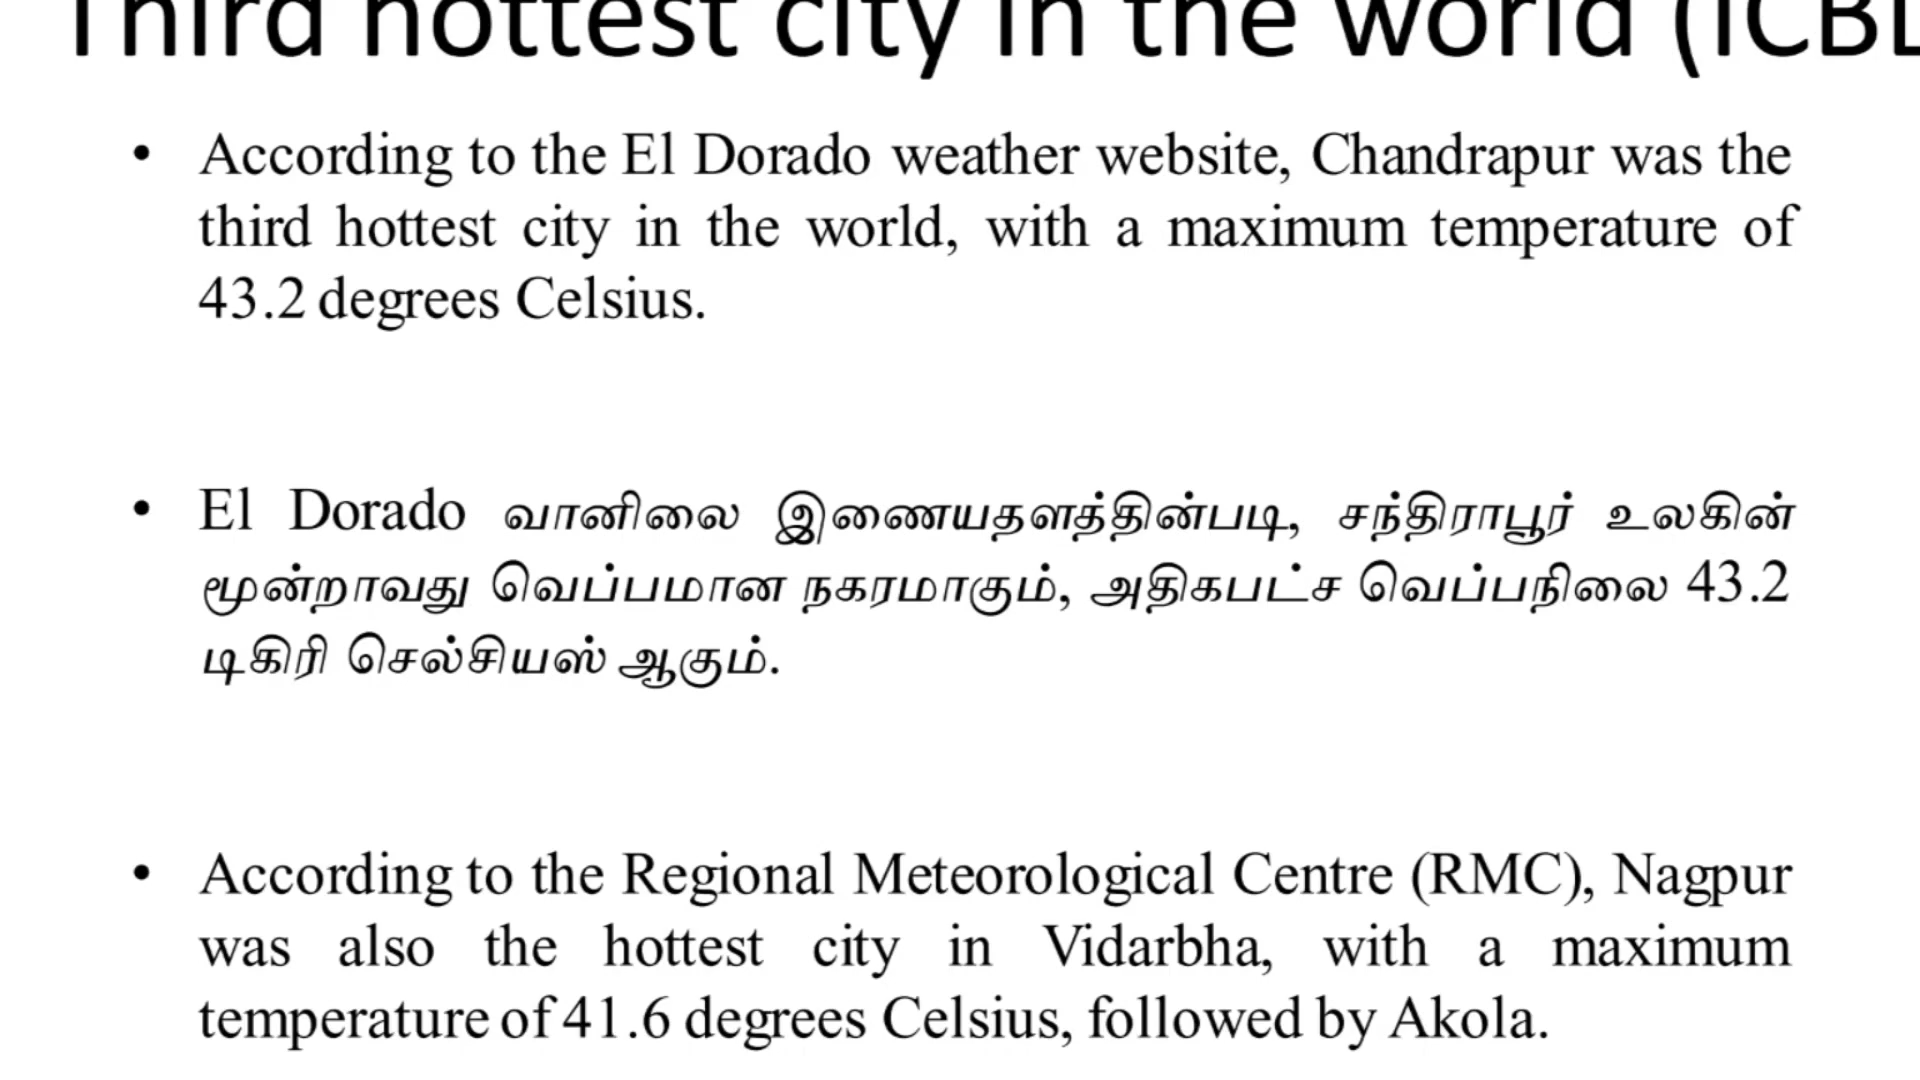 Third hottest city in the world (ICBL
• According to the El Dorado weather website, Chandrapur was the
third hottest city in the world, with a maximum temperature of
43.2 degrees Celsius.
• El Dorado வானிலை இணையதளத்தின்படி, சந்திராபூர் உலகின்
மூன்றாவது வெப்பமான நகரமாகும், அதிகபட்ச வெப்பநிலை 43.2
டிகிரி செல்சியஸ் ஆகும்.
• According to the Regional Meteorological Centre (RMC), Nagpur
was also the hottest city in Vidarbha, with a maximum
temperature of 41.6 degrees Celsius, followed by Akola.